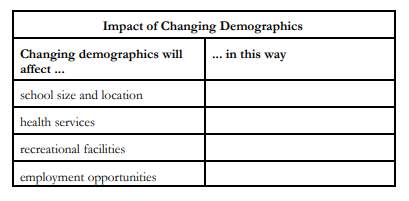 Impact of Changing Demographics
Changing demographics will
affect ...
... in this way
school size and location
health services
recreational facilities
employment opportunities